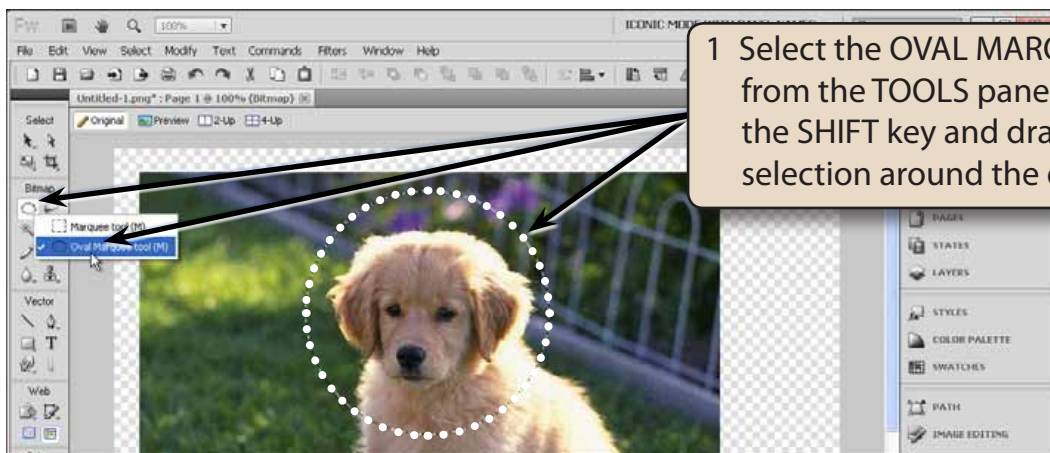 Fw 100%
File Edit View Select Modify Text Commands Filters Window Help
Untitled-1.png* : Page 1 @ 100% (Bitmap)
Select
Original Preview 2-Up 4-Up
Bitmap
Marquee tool (M)
Oval Marquee tool (M)
Vector
Web
1 Select the OVAL MARQ
from the TOOLS pane
the SHIFT key and dra
selection around the
PAGES
STATES
LAYERS
STYLES
COLOR PALETTE
SWATCHES
PATH
IMAGE EDITING